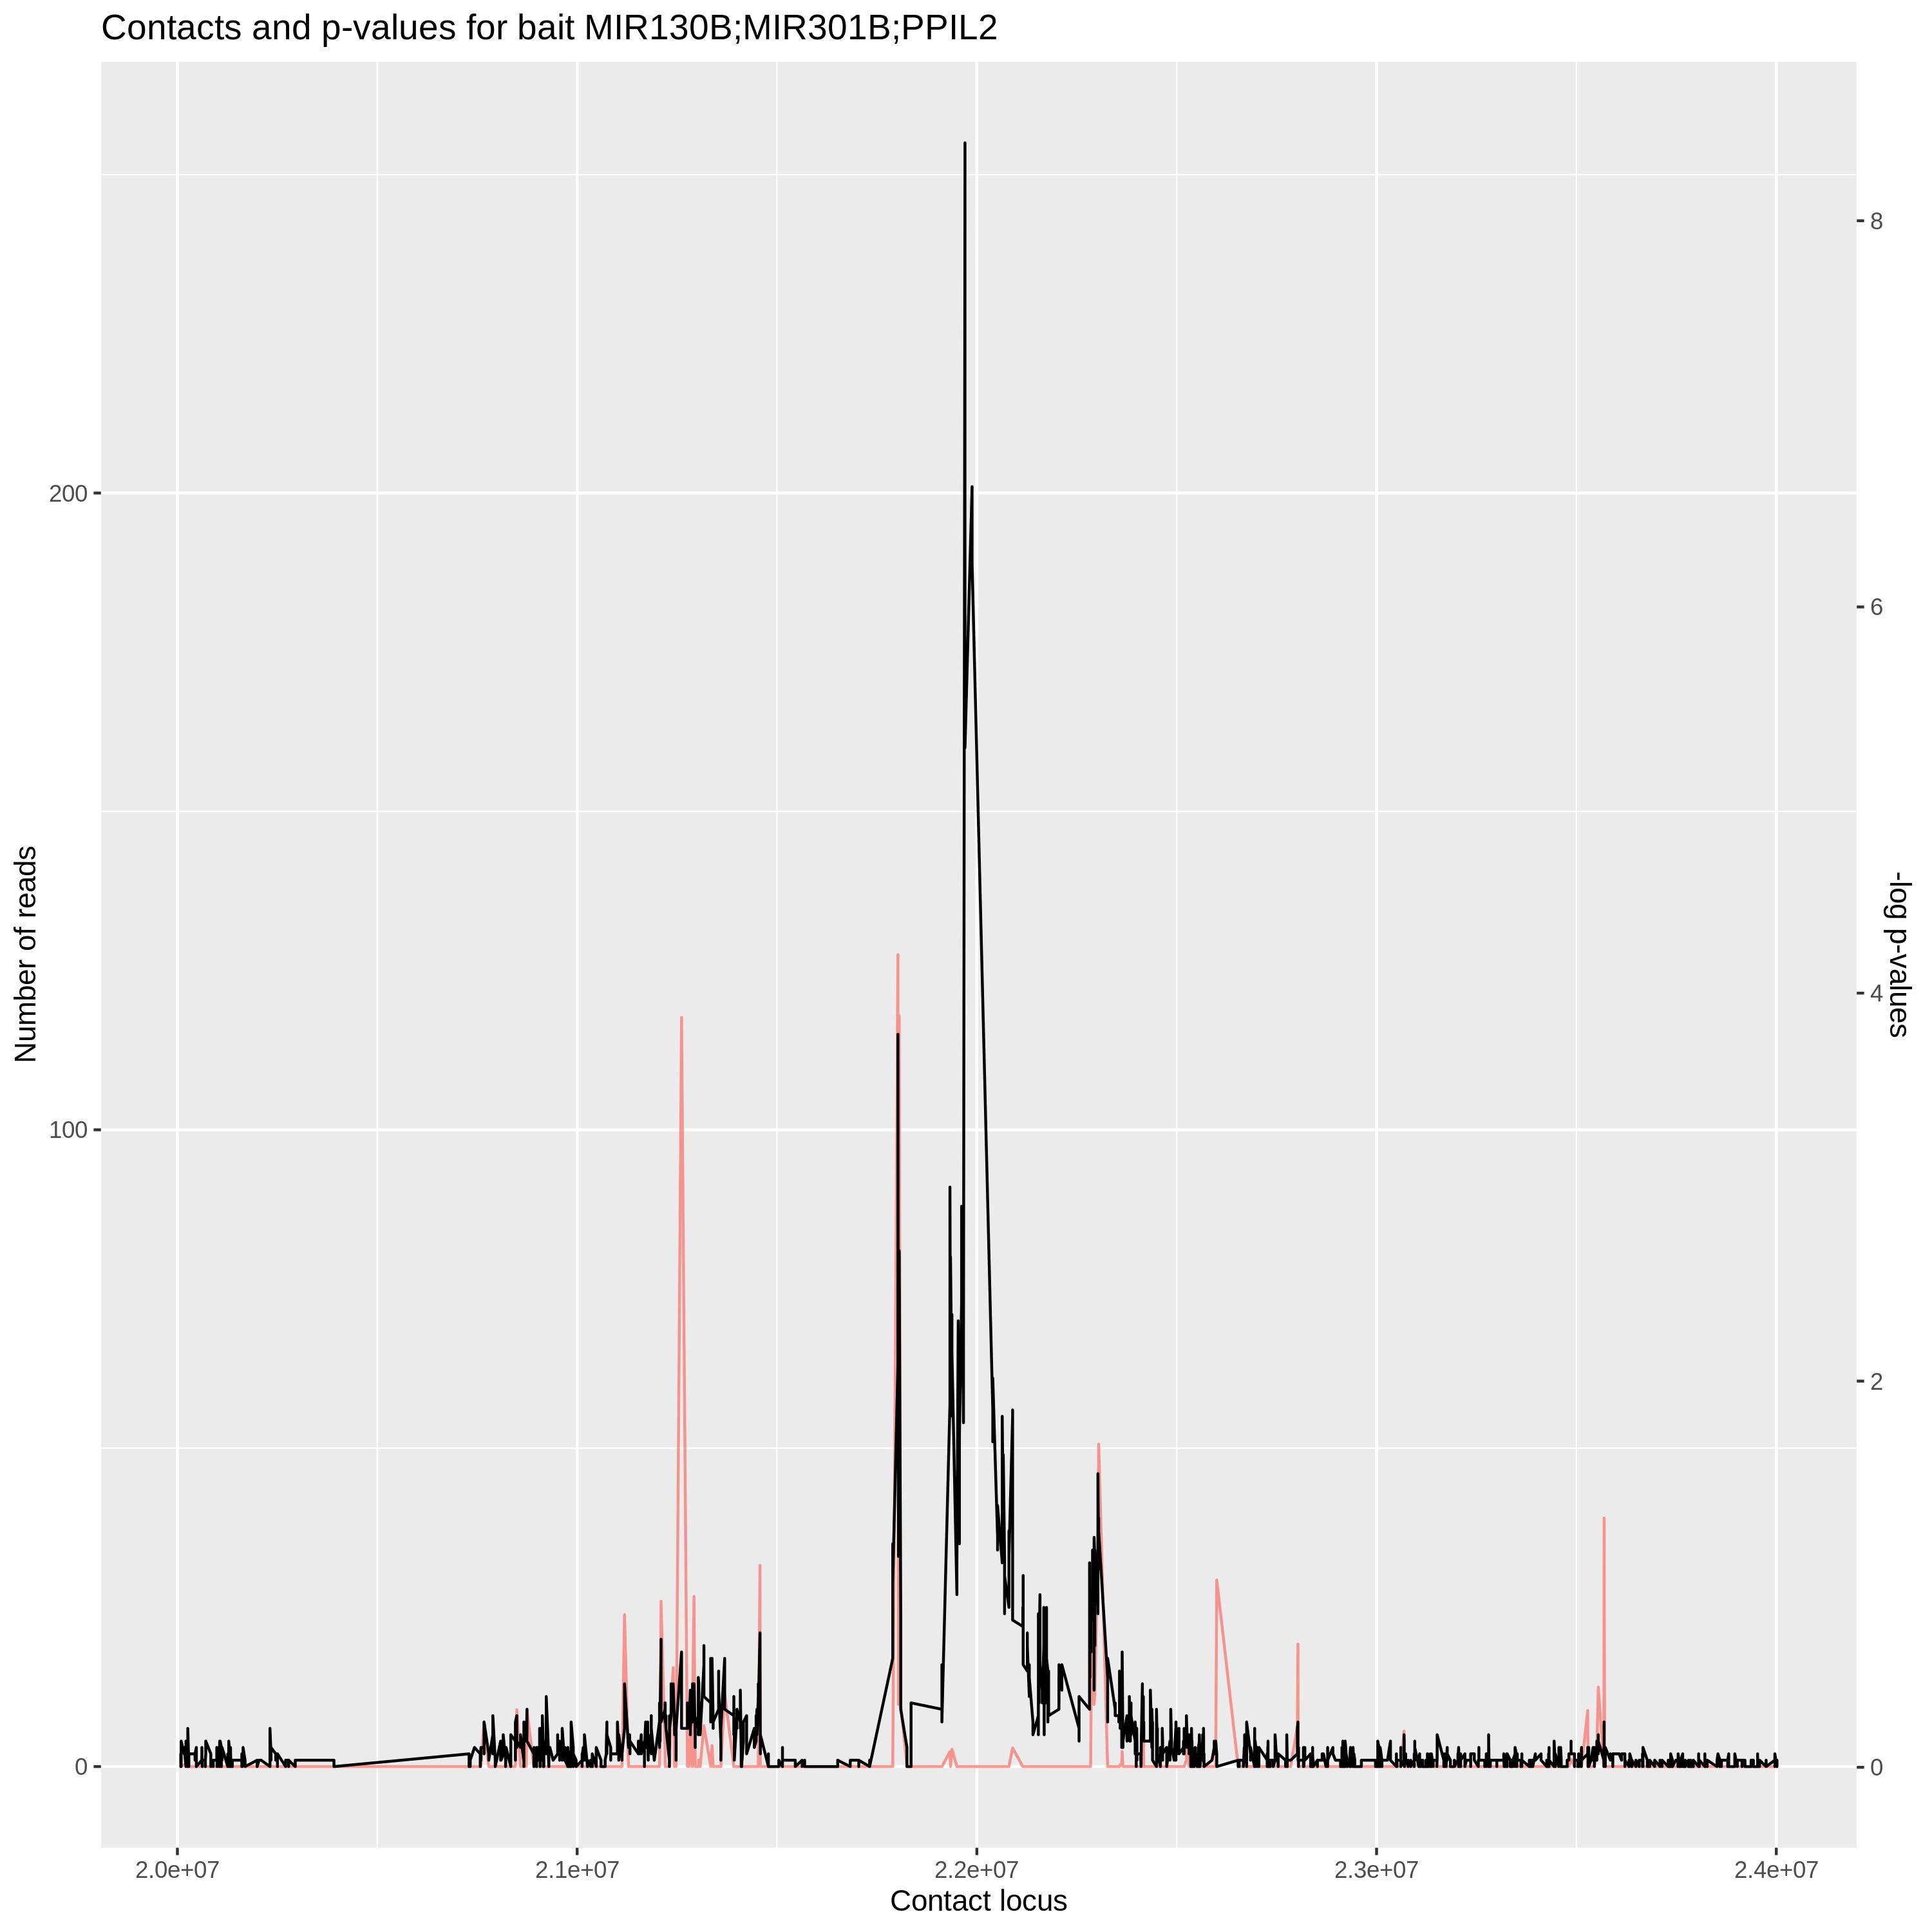 Contacts and p-values for bait MIR130B;MIR301B;PPIL2
Number of reads
200
100
0
8
6
4
2
0
-log p-values
2.0e+07
2.1e+07
2.2e+07
2.3e+07
2.4e+07
Contact locus